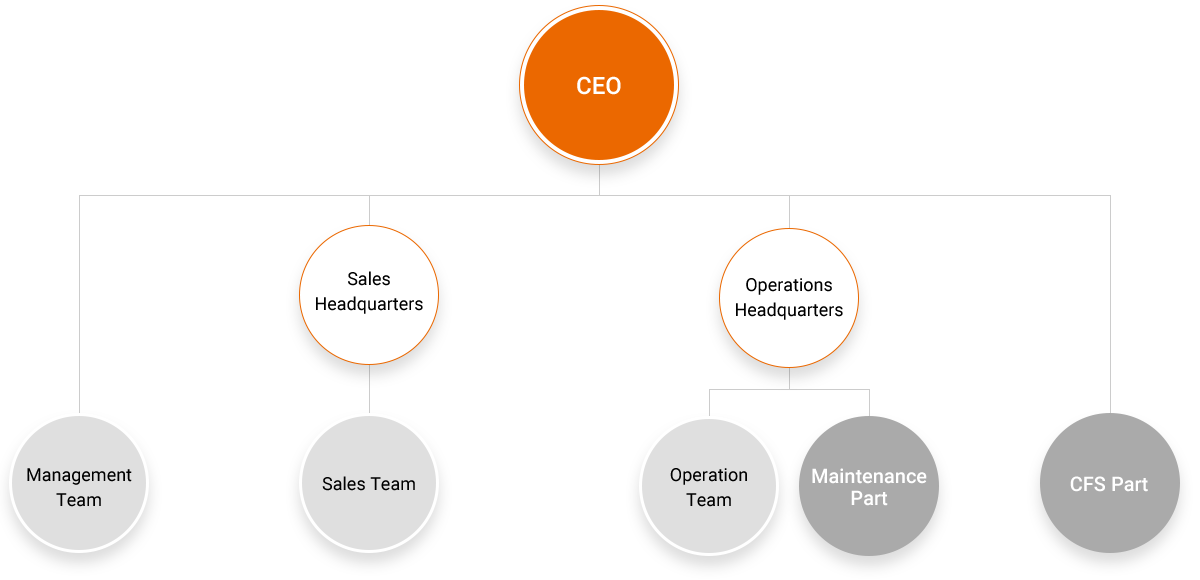 CEO
Sales
Headquarters
Operations
Headquarters
Management
Team
Sales Team
Operation
Team
Maintenance
Part
CFS Part